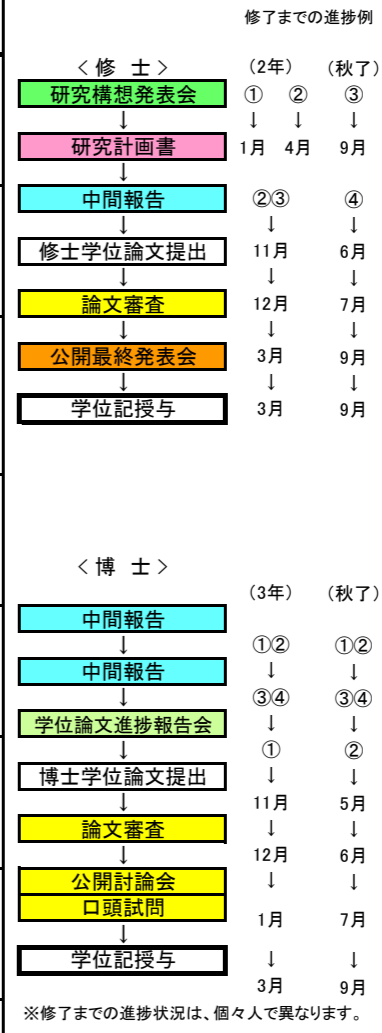 修了までの進捗例
＜修 士＞ （2年） （秋了）
研究構想発表会 ① ② ③
↓ ↓ ↓ ↓
研究計画書 1月 4月 9月
↓
中間報告 ②③ ④
↓ ↓ ↓
修士学位論文提出 11月 6月
↓ ↓ ↓
論文審査 12月 7月
↓ ↓ ↓
公開最終発表会 3月 9月
↓ ↓ ↓
学位記授与 3月 9月
＜博 士＞
（3年） （秋了）
中間報告
↓ ①② ①②
中間報告 ↓ ↓
↓ ③④ ③④
学位論文進捗報告会 ↓ ↓
↓ ① ②
博士学位論文提出 ↓ ↓
↓ 11月 5月
論文審査 ↓ ↓
↓ 12月 6月
公開討論会 ↓ ↓
口頭試問 1月 7月
↓
学位記授与 ↓ ↓
3月 9月
※修了までの進捗状況は、個々人で異なります。